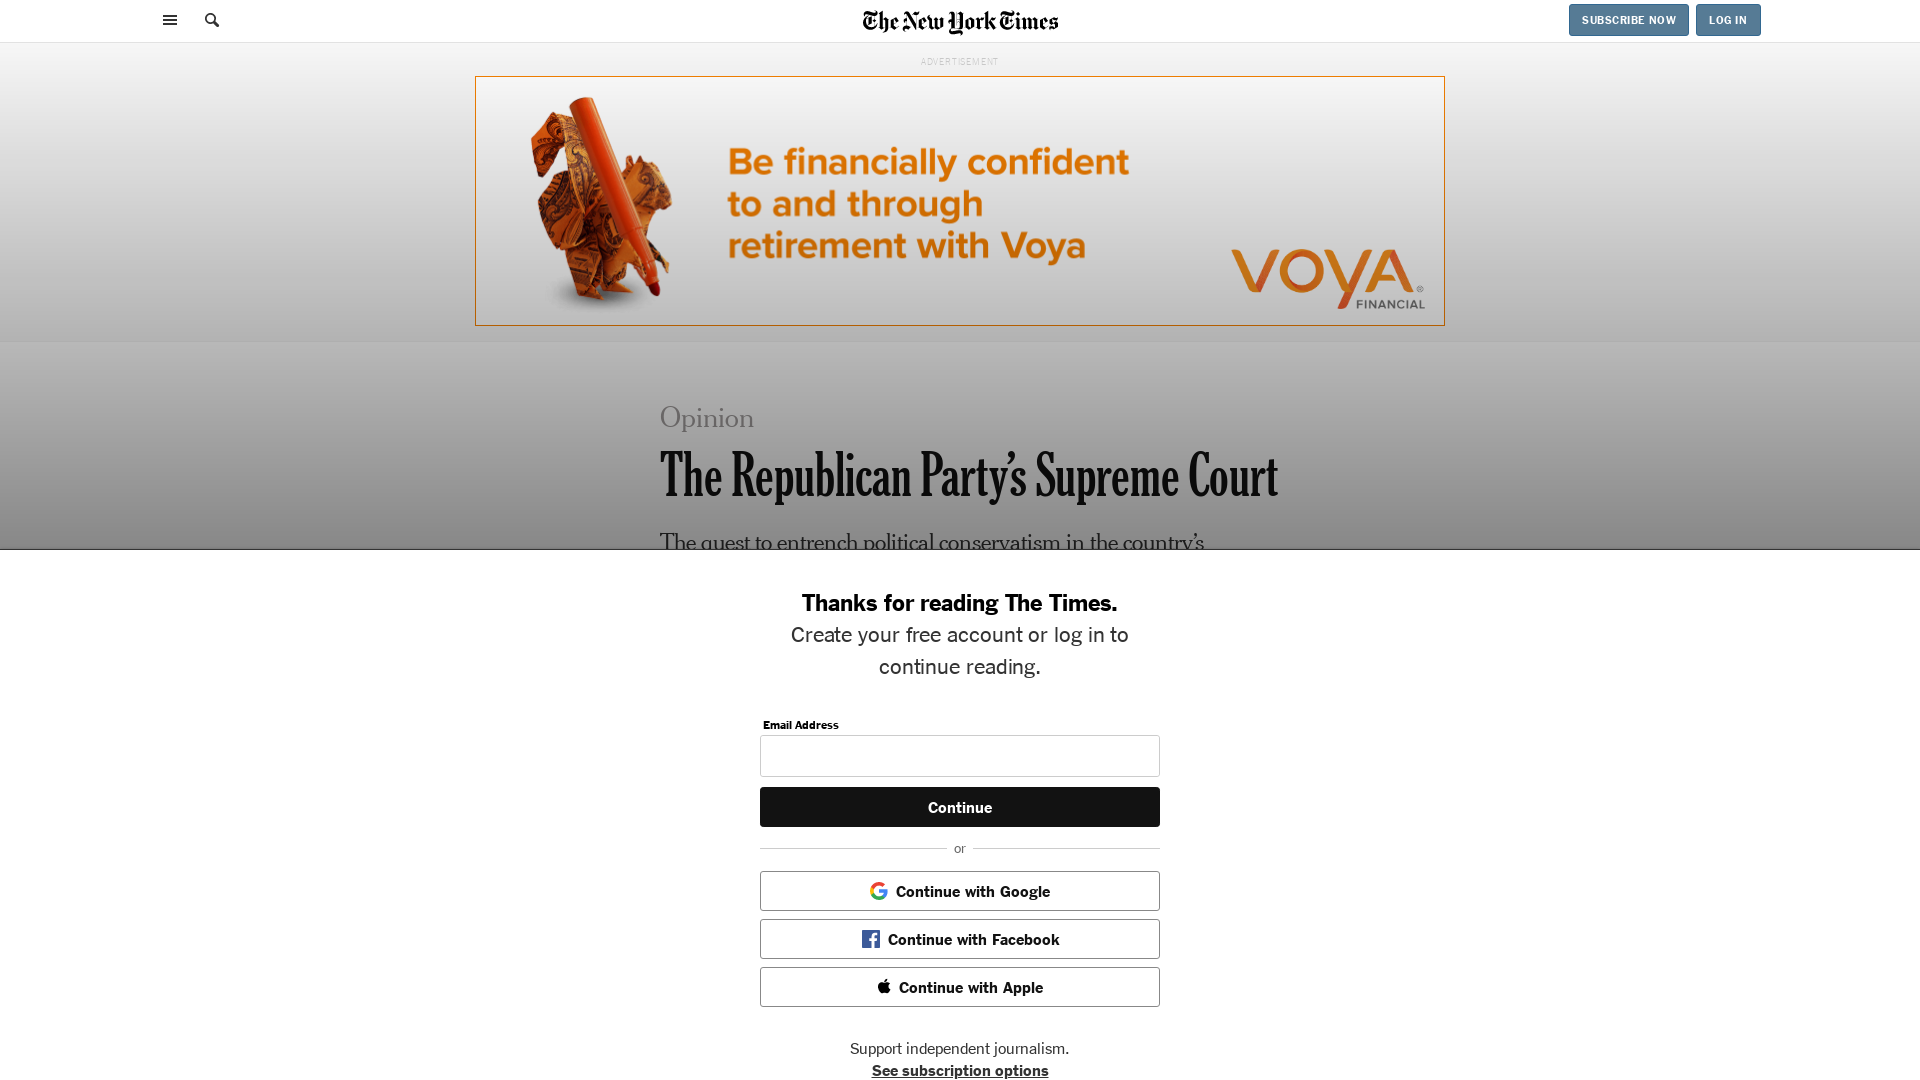 The New York Times
SUBSCRIBE NOW
LOG IN
ADVERTISEMENT
Be financially confident
to and through
retirement with Voya
VOYA®
FINANCIAL
Opinion
The Republican Party’s Supreme Court
The quest to entrench political conservatism in the country’s
Thanks for reading The Times.
Create your free account or log in to
continue reading.
Email Address
Continue
or
Continue with Google
Continue with Facebook
Continue with Apple
Support independent journalism.
See subscription options